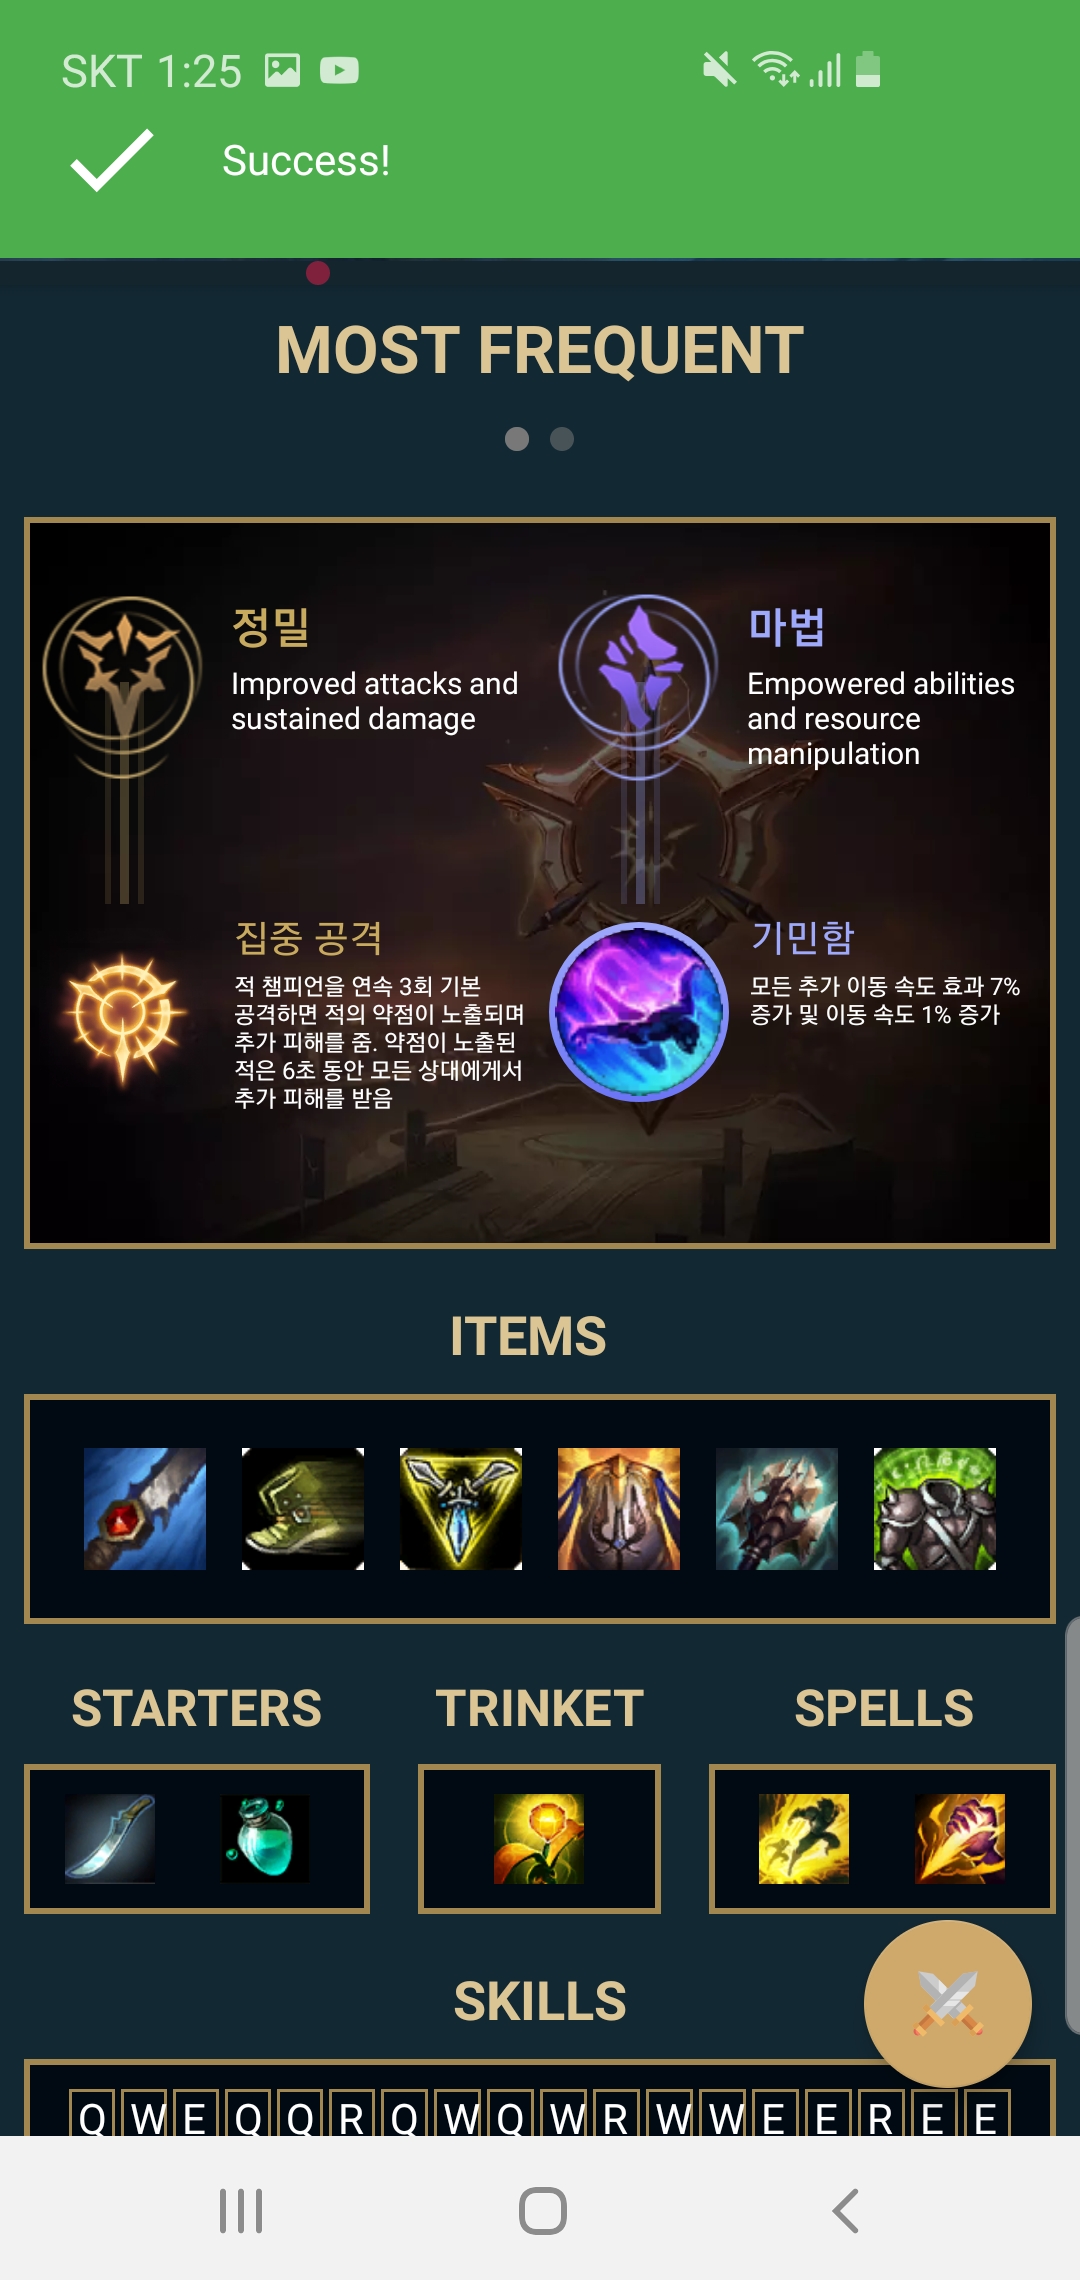 SKT 1:25
Success!
MOST FREQUENT
정밀
Improved attacks and
sustained damage
마법
Empowered abilities
and resource
manipulation
집중 공격
적 챔피언을 연속 3회 기본
공격하면 적의 약점이 노출되며
추가 피해를 줌. 약점이 노출된
적은 6초 동안 모든 상대에게서
추가 피해를 받음
기민함
모든 추가 이동 속도 효과 7%
증가 및 이동 속도 1% 증가
ITEMS
STARTERS
TRINKET
SPELLS
SKILLS
Q W E Q Q R Q W Q W R W W E E R E E